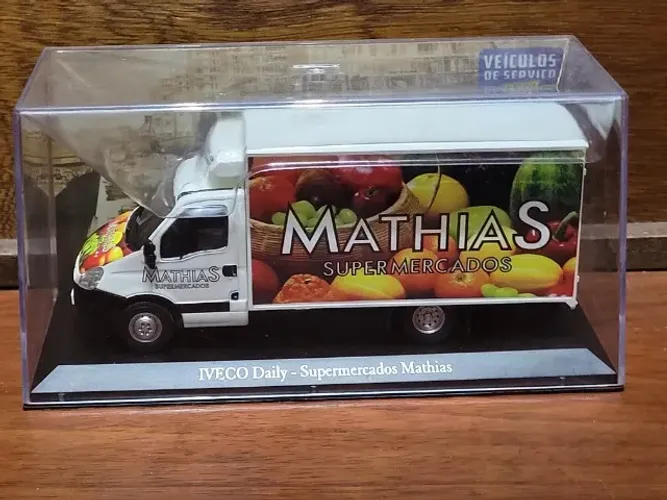 VEÍCULOS
DE SERVIÇO
MATHIAS
SUPERMERCADOS
MATHIAS
SUPERMERCADOS
IVECO Daily - Supermercados Mathias